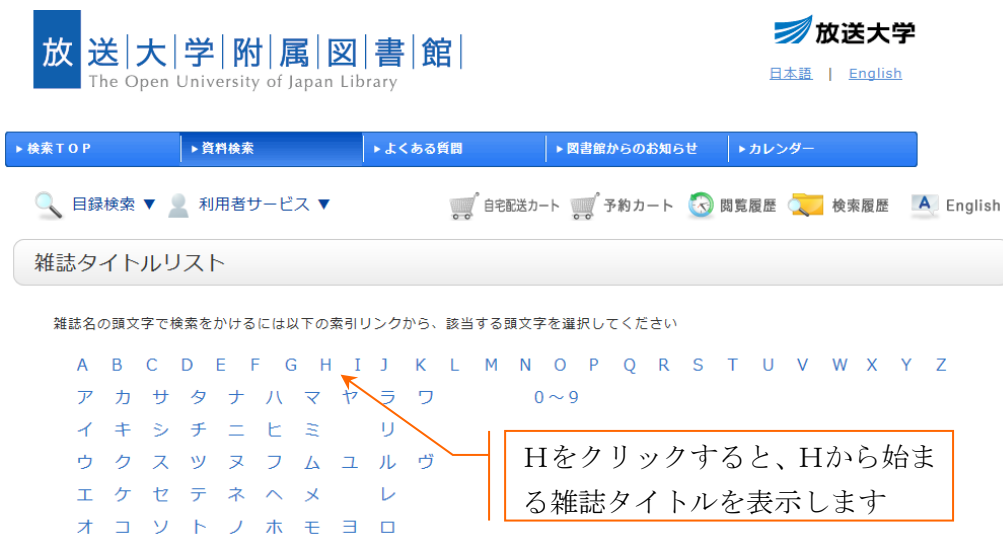 放送大学附属図書館
The Open University of Japan Library
放送大学
日本語 | English
検索TOP 資料検索 よくある質問 図書館からのお知らせ カレンダー
目録検索 ▼ 利用者サービス ▼ 自宅配送カート 予約カート 閲覧履歴 検索履歴 A English
雑誌タイトルリスト
雑誌名の頭文字で検索をかけるには以下の索引リンクから、該当する頭文字を選択してください
A B C D E F G H I J K L M N O P Q R S T U V W X Y Z
ア カ サ タ ナ ハ マ ヤ ラ ワ 0～9
イ キ シ チ ニ ヒ ミ リ
ウ ク ス ツ ヌ フ ム ユ ル ヴ
エ ケ セ テ ネ ヘ メ レ
オ コ ソ ト ノ ホ モ ヨ ロ
Hをクリックすると、Hから始ま
る雑誌タイトルを表示します